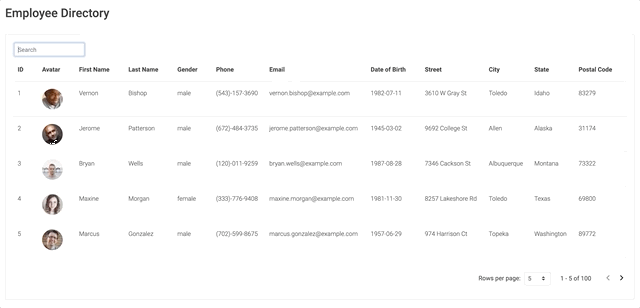 Employee Directory
Search
ID Avatar First Name Last Name Gender Phone Email Date of Birth Street City State Postal Code
1 Vernon Bishop male (543)-157-3690 vernon.bishop@example.com 1982-07-11 3610 W Gray St Toledo Idaho 83279
2 Jerome Patterson male (672)-484-3735 jerome.patterson@example.com 1945-03-02 9692 College St Allen Alaska 31174
3 Bryan Wells male (120)-011-9259 bryan.wells@example.com 1987-08-28 7346 Cackson St Albuquerque Montana 73322
4 Maxine Morgan female (333)-776-9408 maxine.morgan@example.com 1981-11-30 8257 Lakeshore Rd Toledo Texas 69800
5 Marcus Gonzalez male (702)-599-8675 marcus.gonzalez@example.com 1957-06-29 974 Harrison Ct Topeka Washington 89772
Rows per page: 5 1 - 5 of 100